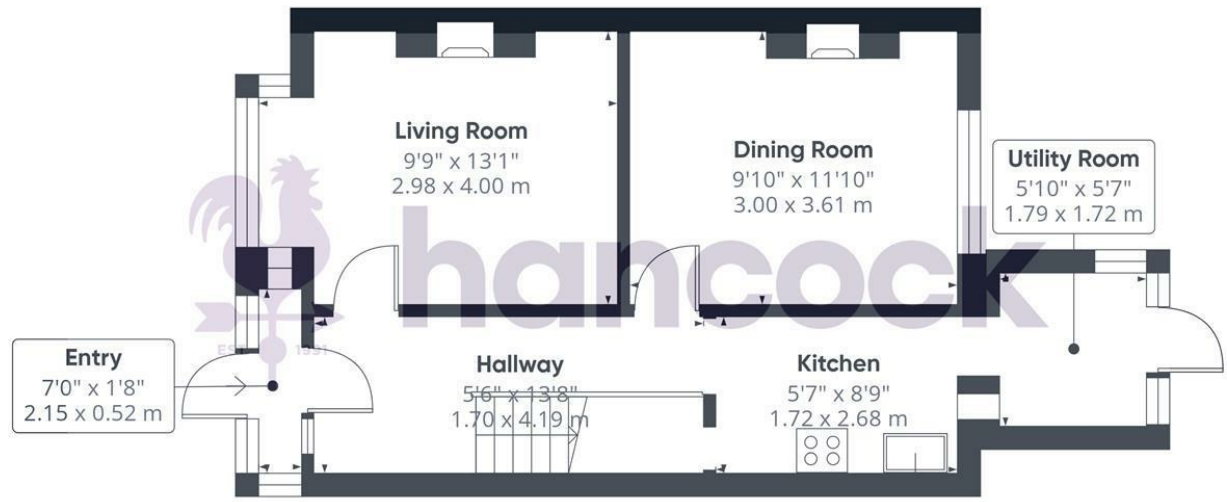 Living Room
9'9" x 13'1"
2.98 x 4.00 m
Dining Room
9'10" x 11'10"
3.00 x 3.61 m
Utility Room
5'10" x 5'7"
1.79 x 1.72 m
hancock
EST 1991
Entry
7'0" x 1'8"
2.15 x 0.52 m
Hallway
5'6" x 13'8"
1.70 x 4.19 m
Kitchen
5'7" x 8'9"
1.72 x 2.68 m